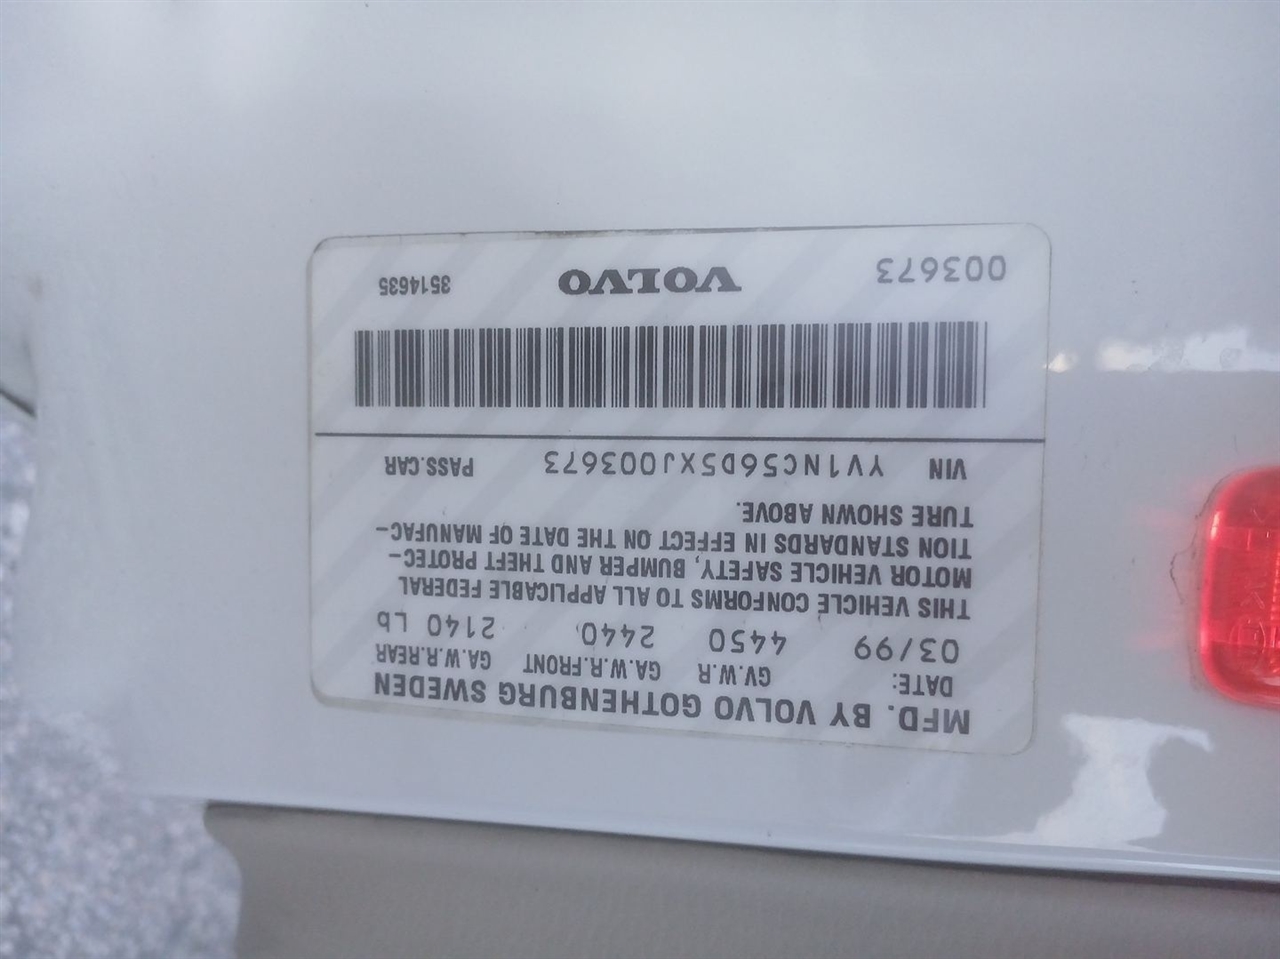 MFD. BY VOLVO GOTHENBURG SWEDEN
DATE: GV.W.R GA.W.R.FRONT GA.W.R.REAR
03/99 4450 2440 2140 Lb
THIS VEHICLE CONFORMS TO ALL APPLICABLE FEDERAL
MOTOR VEHICLE SAFETY, BUMPER AND THEFT PROTEC-
TION STANDARDS IN EFFECT ON THE DATE OF MANUFAC-
TURE SHOWN ABOVE.
VIN YV1NC56D5XJ003673 PASS.CAR
003673 VOLVO 3514635